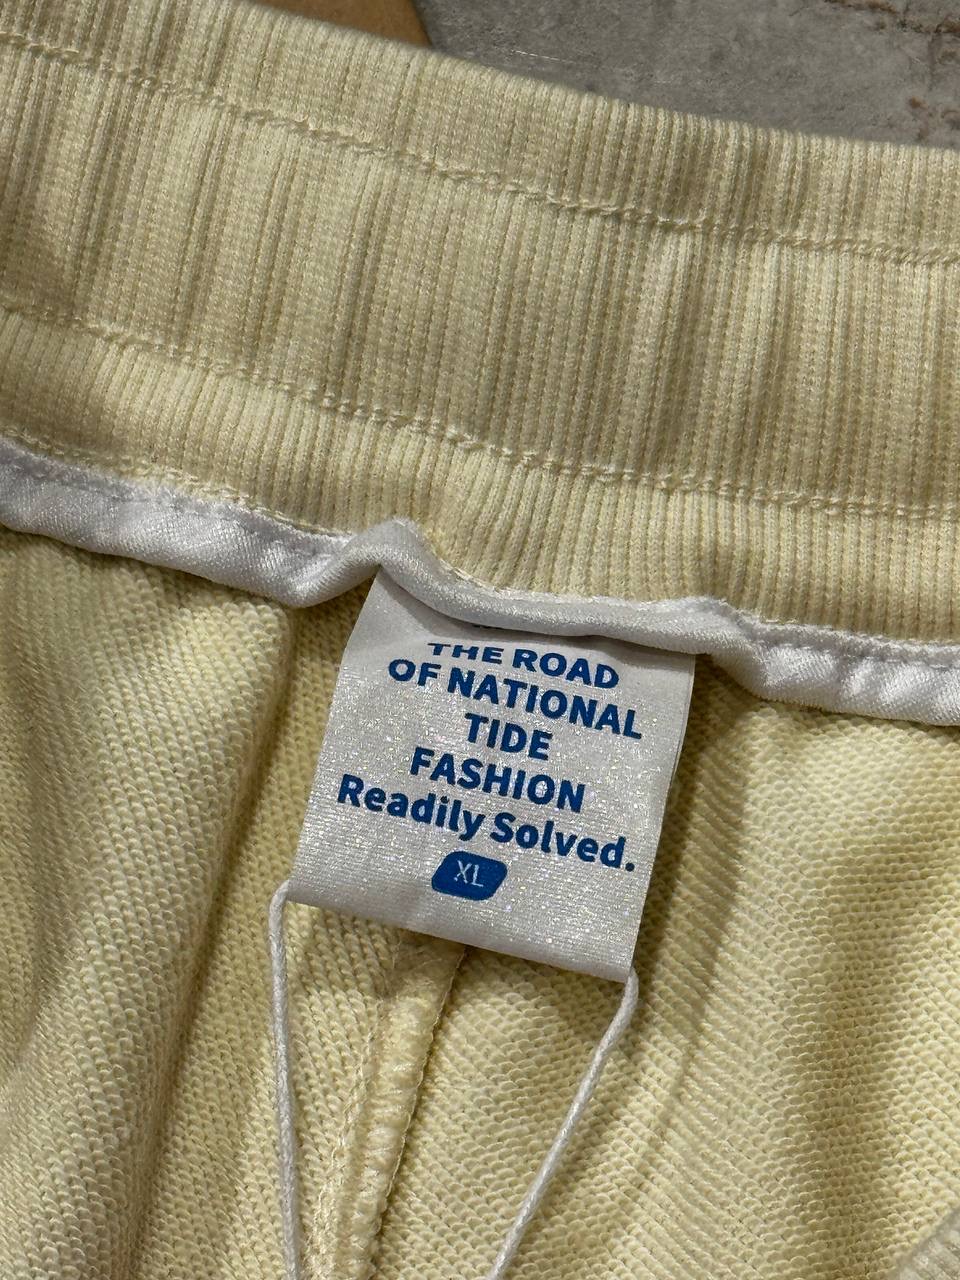 THE ROAD
OF NATIONAL
TIDE
FASHION
Readily Solved.
XL